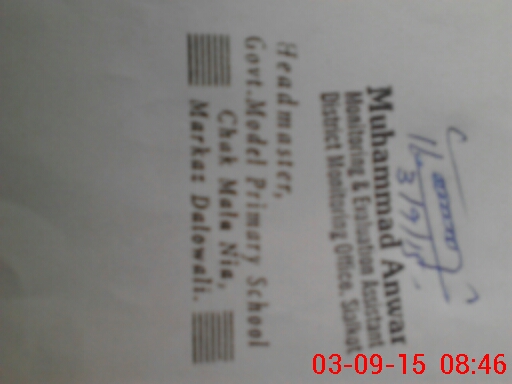 3/9/15
Muhammad Anwar
Monitoring & Evaluation Assistant
District Monitoring Office, Sialkot
Headmaster,
Govt.Model Primary School
Chak Mala Nia,
Markaz Dalowali.
03-09-15 08:46